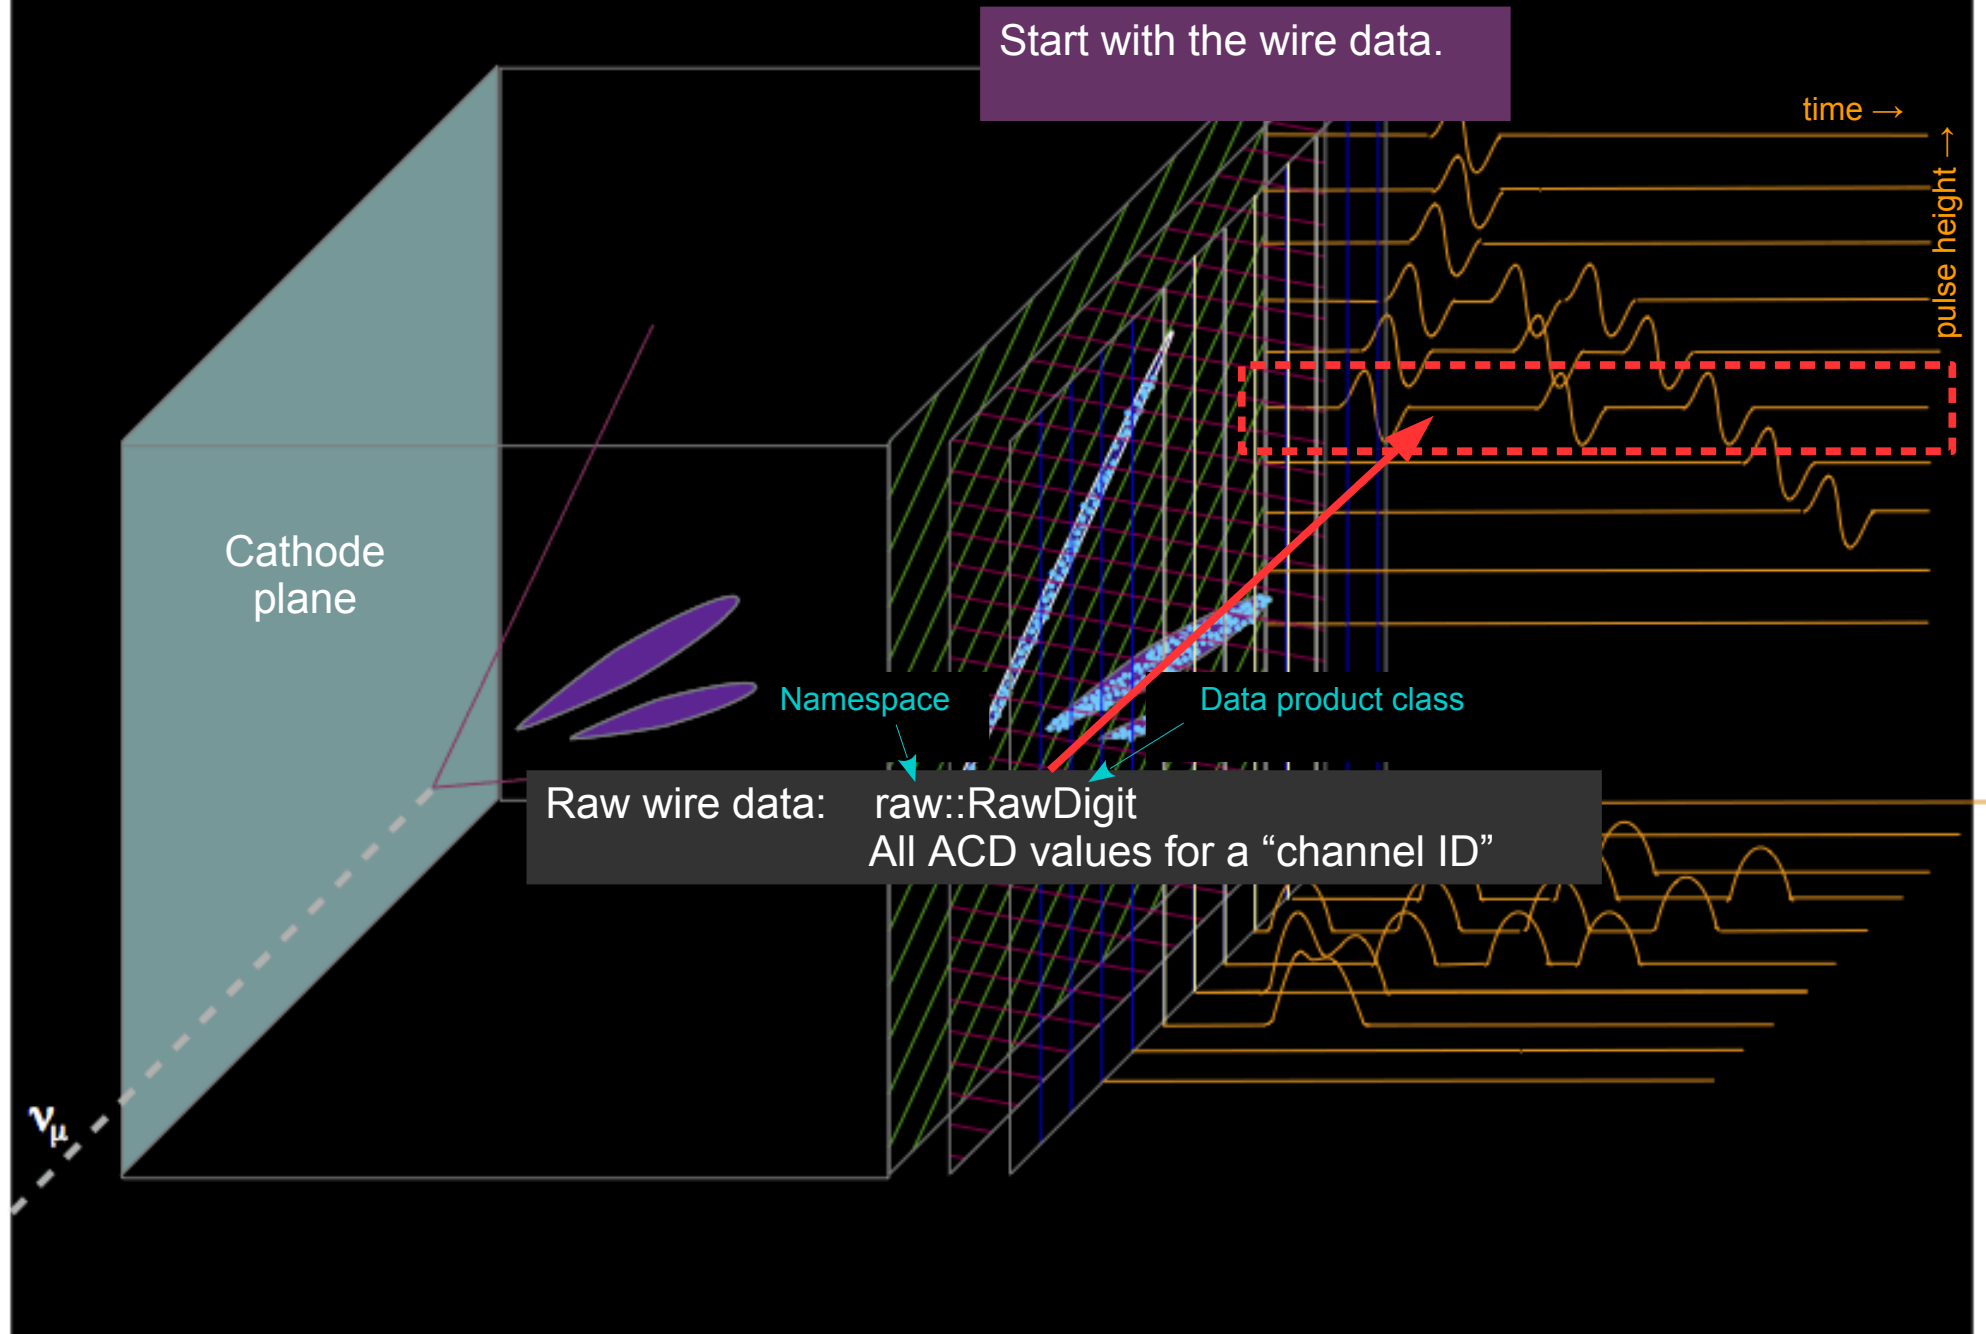 Start with the wire data.
time →
pulse height →
Cathode
plane
Namespace
Data product class
Raw wire data: raw::RawDigit
All ACD values for a “channel ID”
νμ